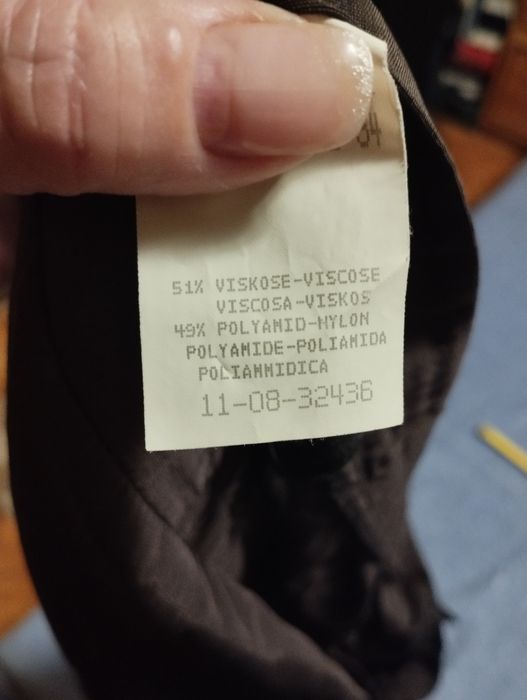 51% VISKOSE-VISCOSE
VISCOSA-VISKOS
49% POLYAMID-NYLON
POLYAMIDE-POLIAMIDA
POLIAMMIDICA
11-08-32436